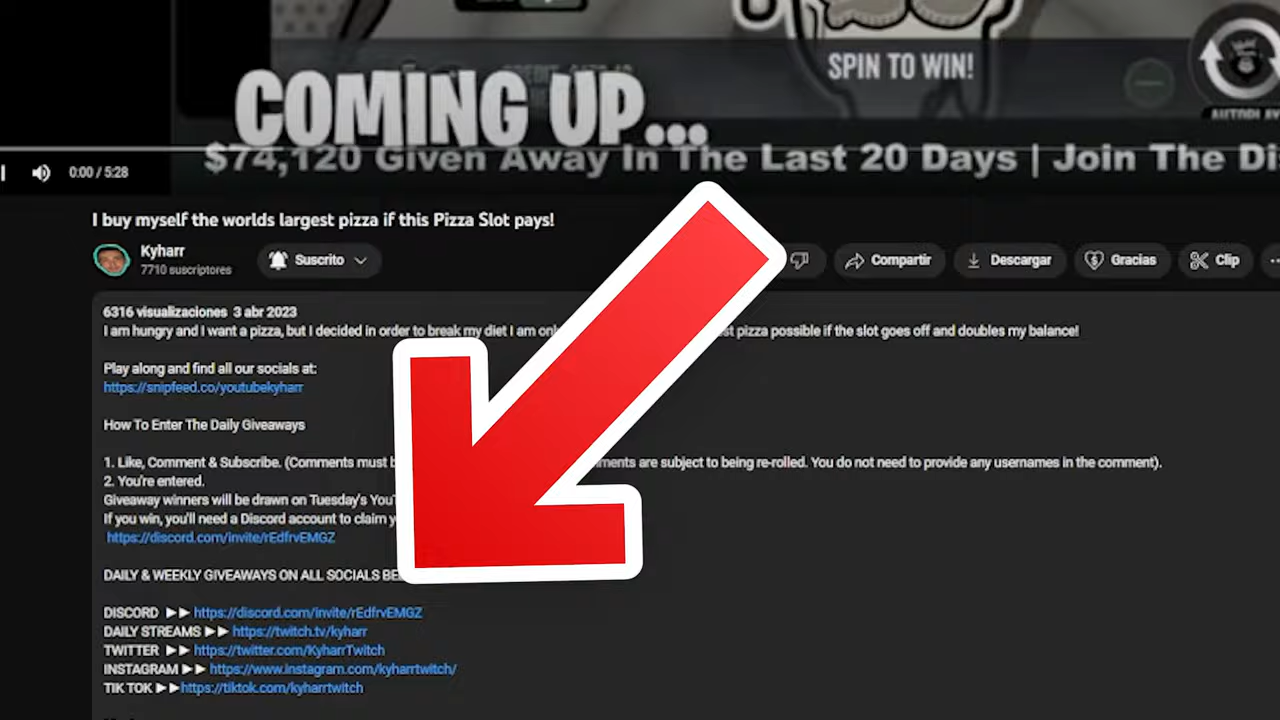 SPIN TO WIN!
COMING UP...
AUTOPLAY
$74,120 Given Away In The Last 20 Days | Join The Di
0:00 / 5:28
I buy myself the worlds largest pizza if this Pizza Slot pays!
Kyharr
7710 suscriptores
Suscrito
Compartir
Descargar
Gracias
Clip
6316 visualizaciones 3 abr 2023
I am hungry and I want a pizza, but I decided in order to break my diet I am on st pizza possible if the slot goes off and doubles my balance!
Play along and find all our socials at:
https://snipfeed.co/youtubekyharr
How To Enter The Daily Giveaways
1. Like, Comment & Subscribe. (Comments must ments are subject to being re-rolled. You do not need to provide any usernames in the comment).
2. You're entered.
Giveaway winners will be drawn on Tuesday's You
If you win, you'll need a Discord account to claim y
https://discord.com/invite/rEdfrvEMGZ
DAILY & WEEKLY GIVEAWAYS ON ALL SOCIALS BE
DISCORD ►► https://discord.com/invite/rEdfrvEMGZ
DAILY STREAMS ►► https://twitch.tv/kyharr
TWITTER ►► https://twitter.com/KyharrTwitch
INSTAGRAM ►► https://www.instagram.com/kyharrtwitch/
TIK TOK ►►https://tiktok.com/kyharrtwitch